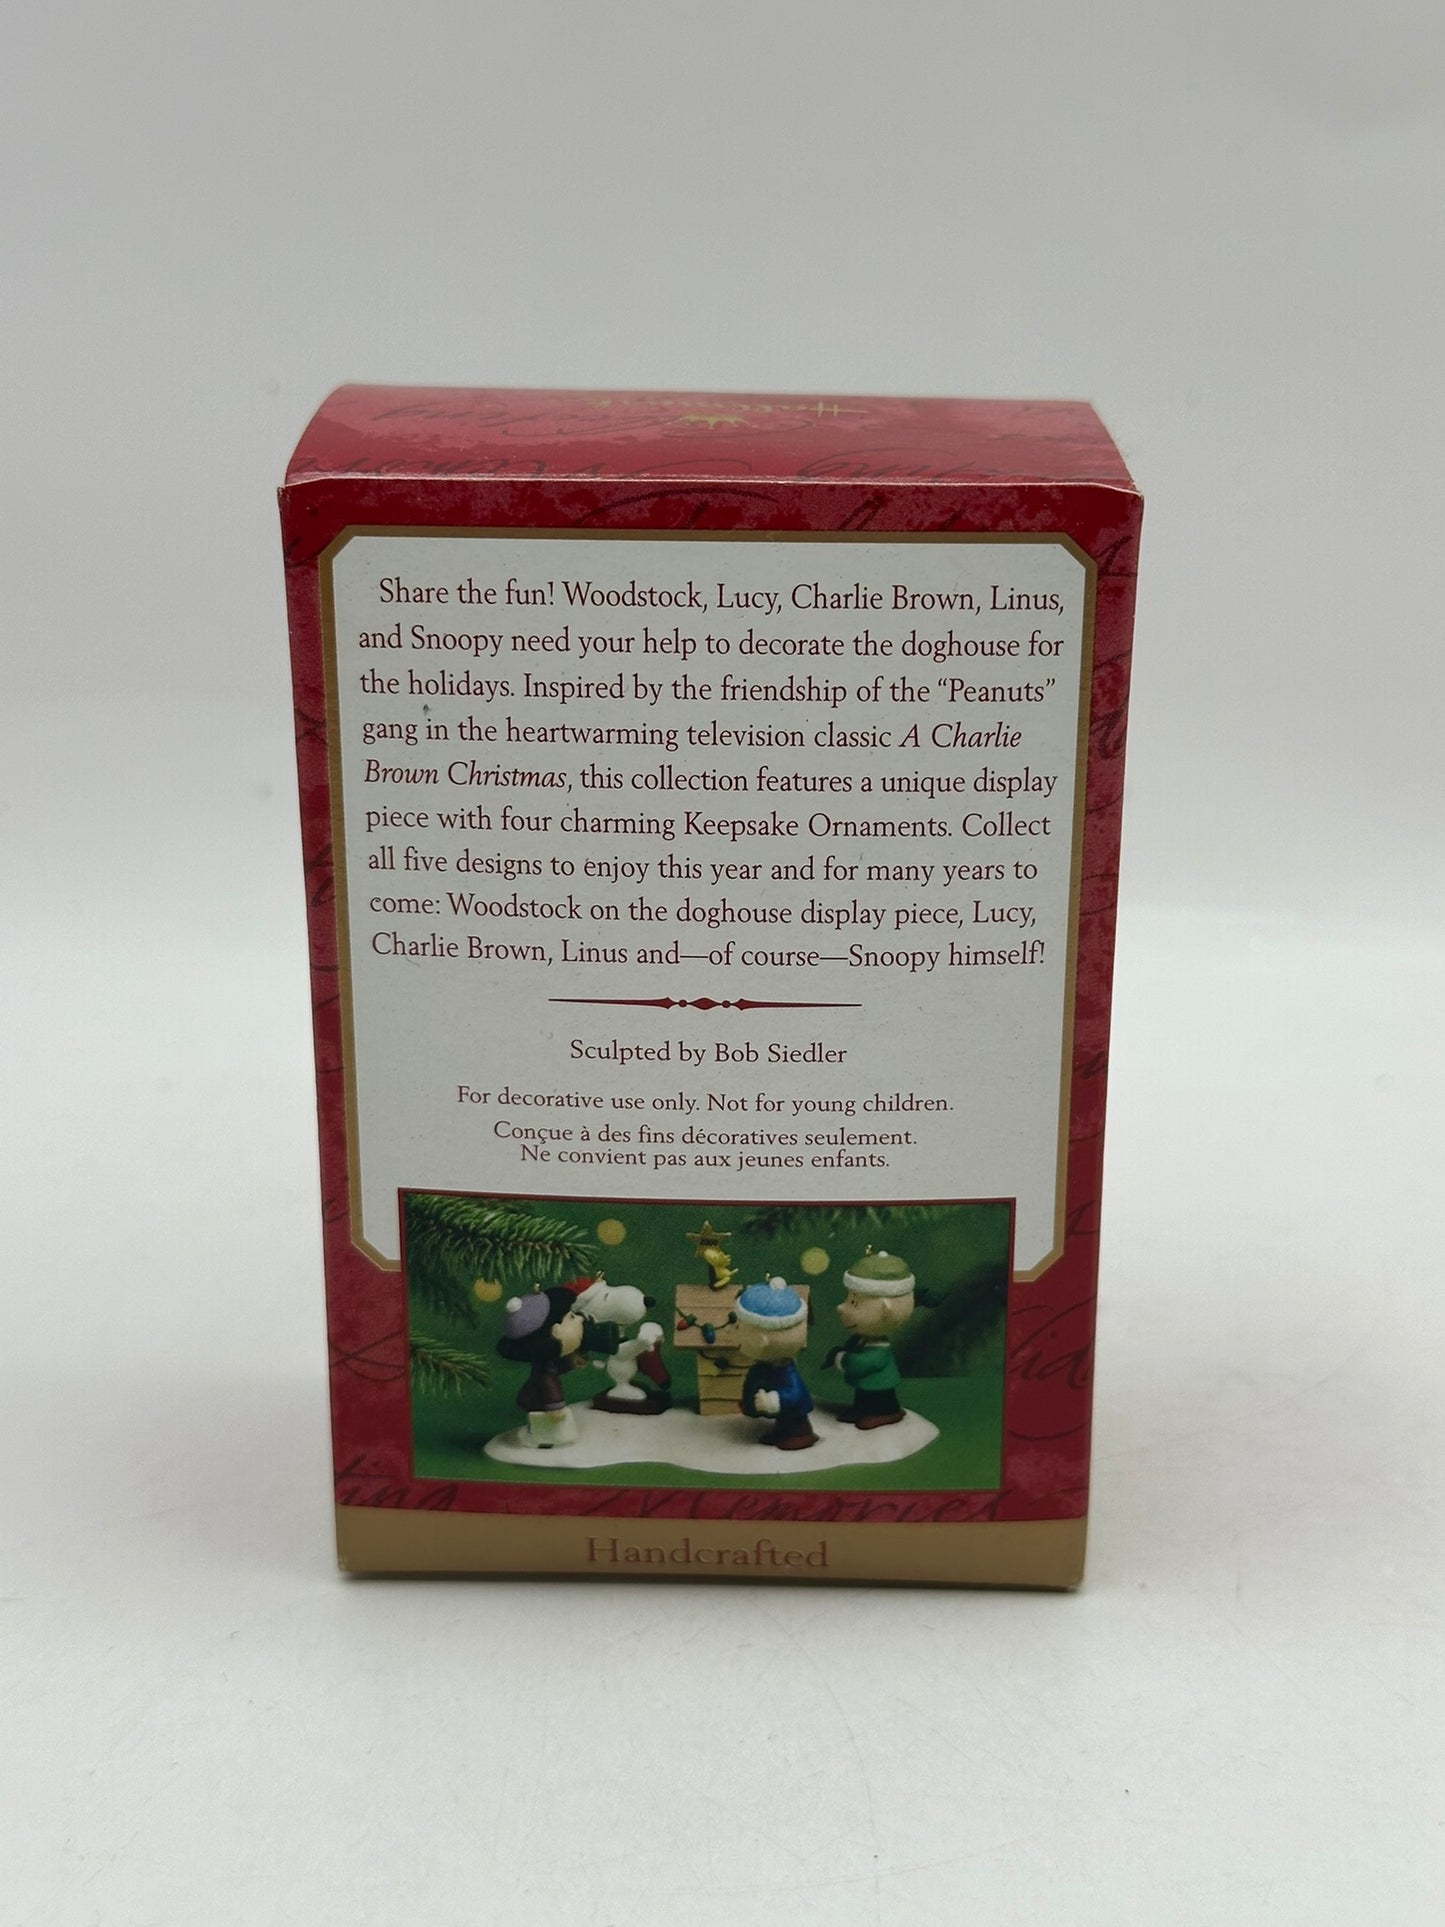 Hallmark
Share the fun! Woodstock, Lucy, Charlie Brown, Linus,
and Snoopy need your help to decorate the doghouse for
the holidays. Inspired by the friendship of the “Peanuts”
gang in the heartwarming television classic A Charlie
Brown Christmas, this collection features a unique display
piece with four charming Keepsake Ornaments. Collect
all five designs to enjoy this year and for many years to
come: Woodstock on the doghouse display piece, Lucy,
Charlie Brown, Linus and—of course—Snoopy himself!
Sculpted by Bob Siedler
For decorative use only. Not for young children.
Conçue à des fins décoratives seulement.
Ne convient pas aux jeunes enfants.
Memories
Handcrafted